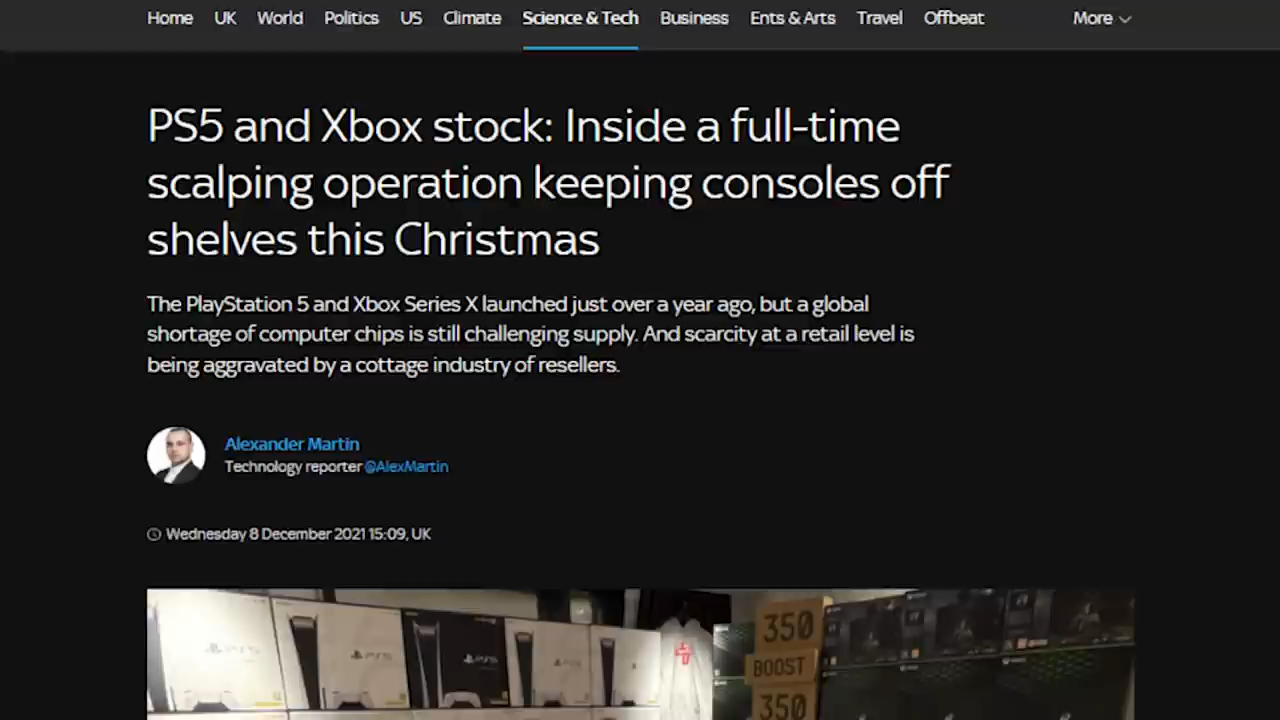 Home UK World Politics US Climate Science & Tech Business Ents & Arts Travel Offbeat More
PS5 and Xbox stock: Inside a full-time
scalping operation keeping consoles off
shelves this Christmas
The PlayStation 5 and Xbox Series X launched just over a year ago, but a global
shortage of computer chips is still challenging supply. And scarcity at a retail level is
being aggravated by a cottage industry of resellers.
Alexander Martin
Technology reporter @AlexMartin
Wednesday 8 December 2021 15:09, UK
PS5
PS5
PS5
PS5
350
BOOST
350